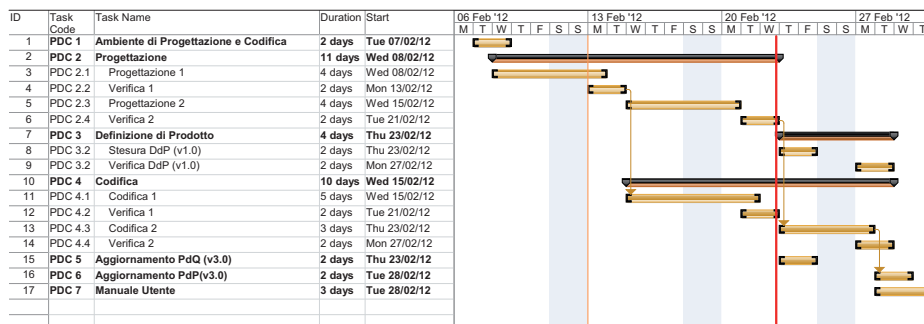 ID Task Code Task Name Duration Start 06 Feb '12 13 Feb '12 20 Feb '12 27 Feb '12
M T W T F S S M T W T F S S M T W T F S S M T W T
1 PDC 1 Ambiente di Progettazione e Codifica 2 days Tue 07/02/12
2 PDC 2 Progettazione 11 days Wed 08/02/12
3 PDC 2.1 Progettazione 1 4 days Wed 08/02/12
4 PDC 2.2 Verifica 1 2 days Mon 13/02/12
5 PDC 2.3 Progettazione 2 4 days Wed 15/02/12
6 PDC 2.4 Verifica 2 2 days Tue 21/02/12
7 PDC 3 Definizione di Prodotto 4 days Thu 23/02/12
8 PDC 3.2 Stesura DdP (v1.0) 2 days Thu 23/02/12
9 PDC 3.2 Verifica DdP (v1.0) 2 days Mon 27/02/12
10 PDC 4 Codifica 10 days Wed 15/02/12
11 PDC 4.1 Codifica 1 5 days Wed 15/02/12
12 PDC 4.2 Verifica 1 2 days Tue 21/02/12
13 PDC 4.3 Codifica 2 3 days Thu 23/02/12
14 PDC 4.4 Verifica 2 2 days Mon 27/02/12
15 PDC 5 Aggiornamento PdQ (v3.0) 2 days Thu 23/02/12
16 PDC 6 Aggiornamento PdP(v3.0) 2 days Tue 28/02/12
17 PDC 7 Manuale Utente 3 days Tue 28/02/12